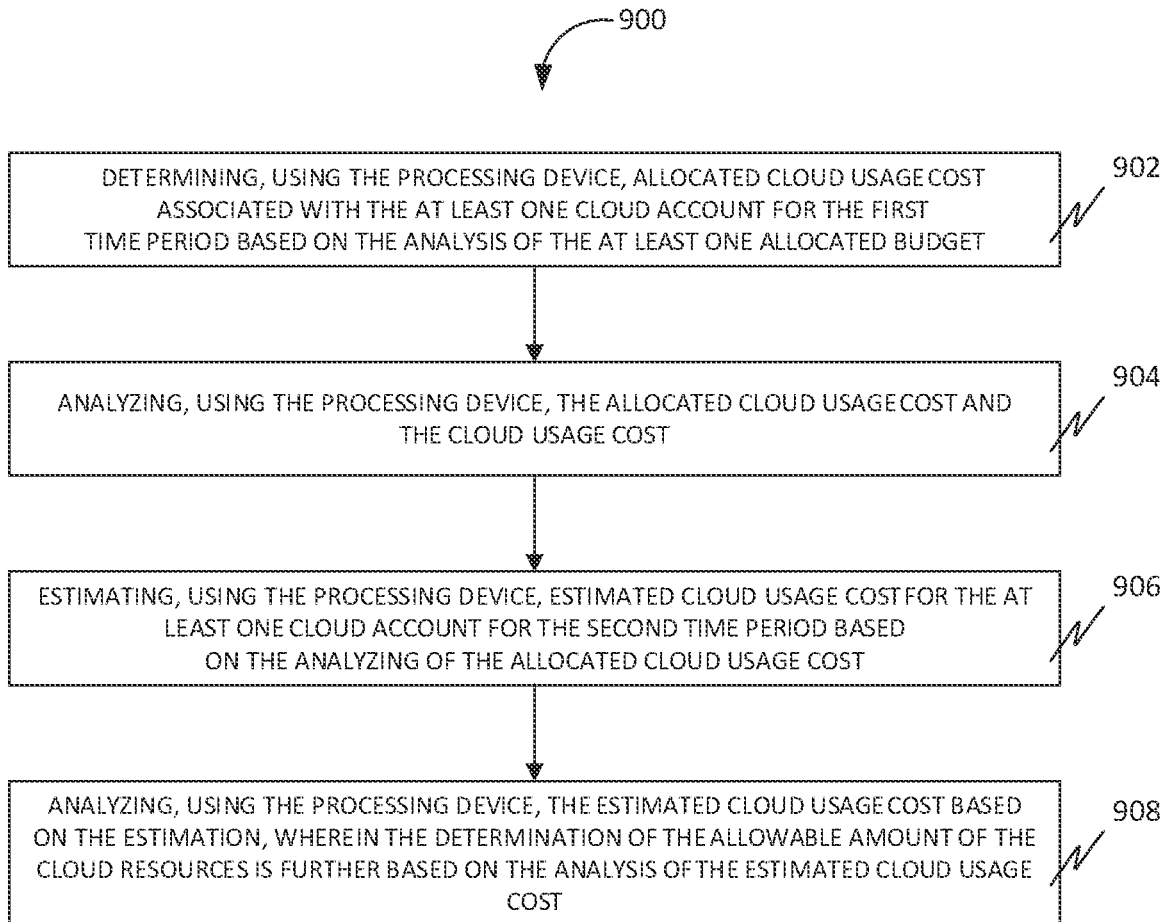 900
DETERMINING, USING THE PROCESSING DEVICE, ALLOCATED CLOUD USAGE COST
ASSOCIATED WITH THE AT LEAST ONE CLOUD ACCOUNT FOR THE FIRST
TIME PERIOD BASED ON THE ANALYSIS OF THE AT LEAST ONE ALLOCATED BUDGET
902
ANALYZING, USING THE PROCESSING DEVICE, THE ALLOCATED CLOUD USAGE COST AND
THE CLOUD USAGE COST
904
ESTIMATING, USING THE PROCESSING DEVICE, ESTIMATED CLOUD USAGE COST FOR THE AT
LEAST ONE CLOUD ACCOUNT FOR THE SECOND TIME PERIOD BASED
ON THE ANALYZING OF THE ALLOCATED CLOUD USAGE COST
906
ANALYZING, USING THE PROCESSING DEVICE, THE ESTIMATED CLOUD USAGE COST BASED
ON THE ESTIMATION, WHEREIN THE DETERMINATION OF THE ALLOWABLE AMOUNT OF THE
CLOUD RESOURCES IS FURTHER BASED ON THE ANALYSIS OF THE ESTIMATED CLOUD USAGE
COST
908